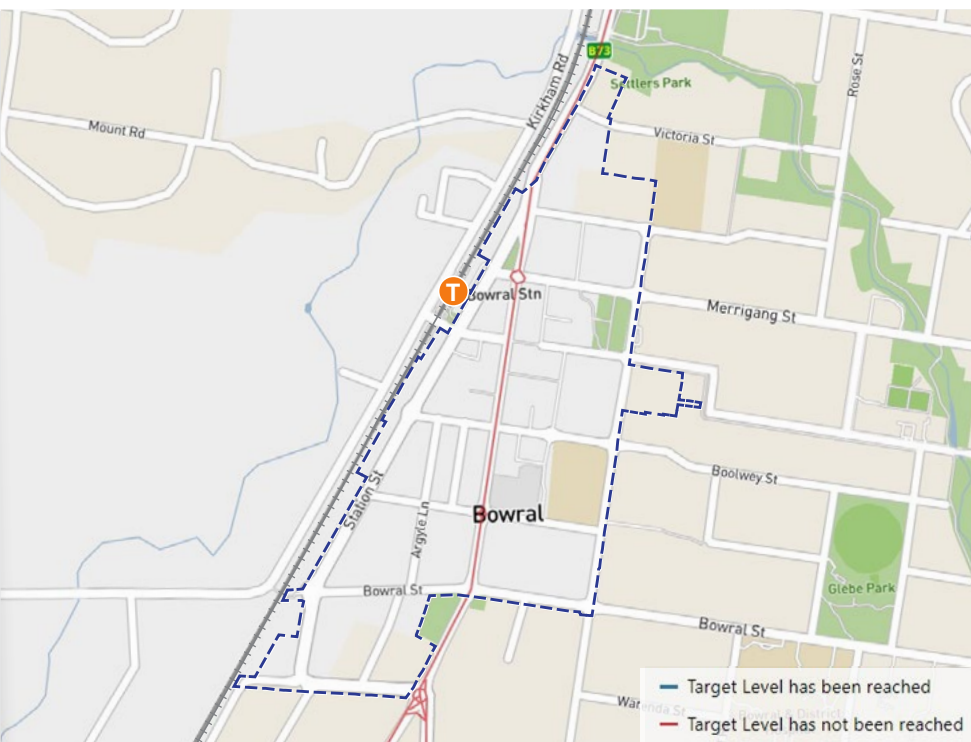 B73
Kirkham Rd
Settlers Park
Rose St
Mount Rd
Victoria St
T
Bowral Stn
Merrigang St
Boolwey St
Station St
Argyle Ln
Bowral
Bowral St
Glebe Park
Bowral St
Target Level has been reached
Bowral & District
Target Level has not been reached